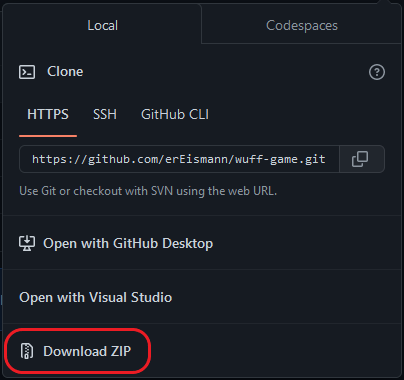 Local
Codespaces
Clone
HTTPS
SSH
GitHub CLI
https://github.com/erEismann/wuff-game.git
Use Git or checkout with SVN using the web URL.
Open with GitHub Desktop
Open with Visual Studio
Download ZIP